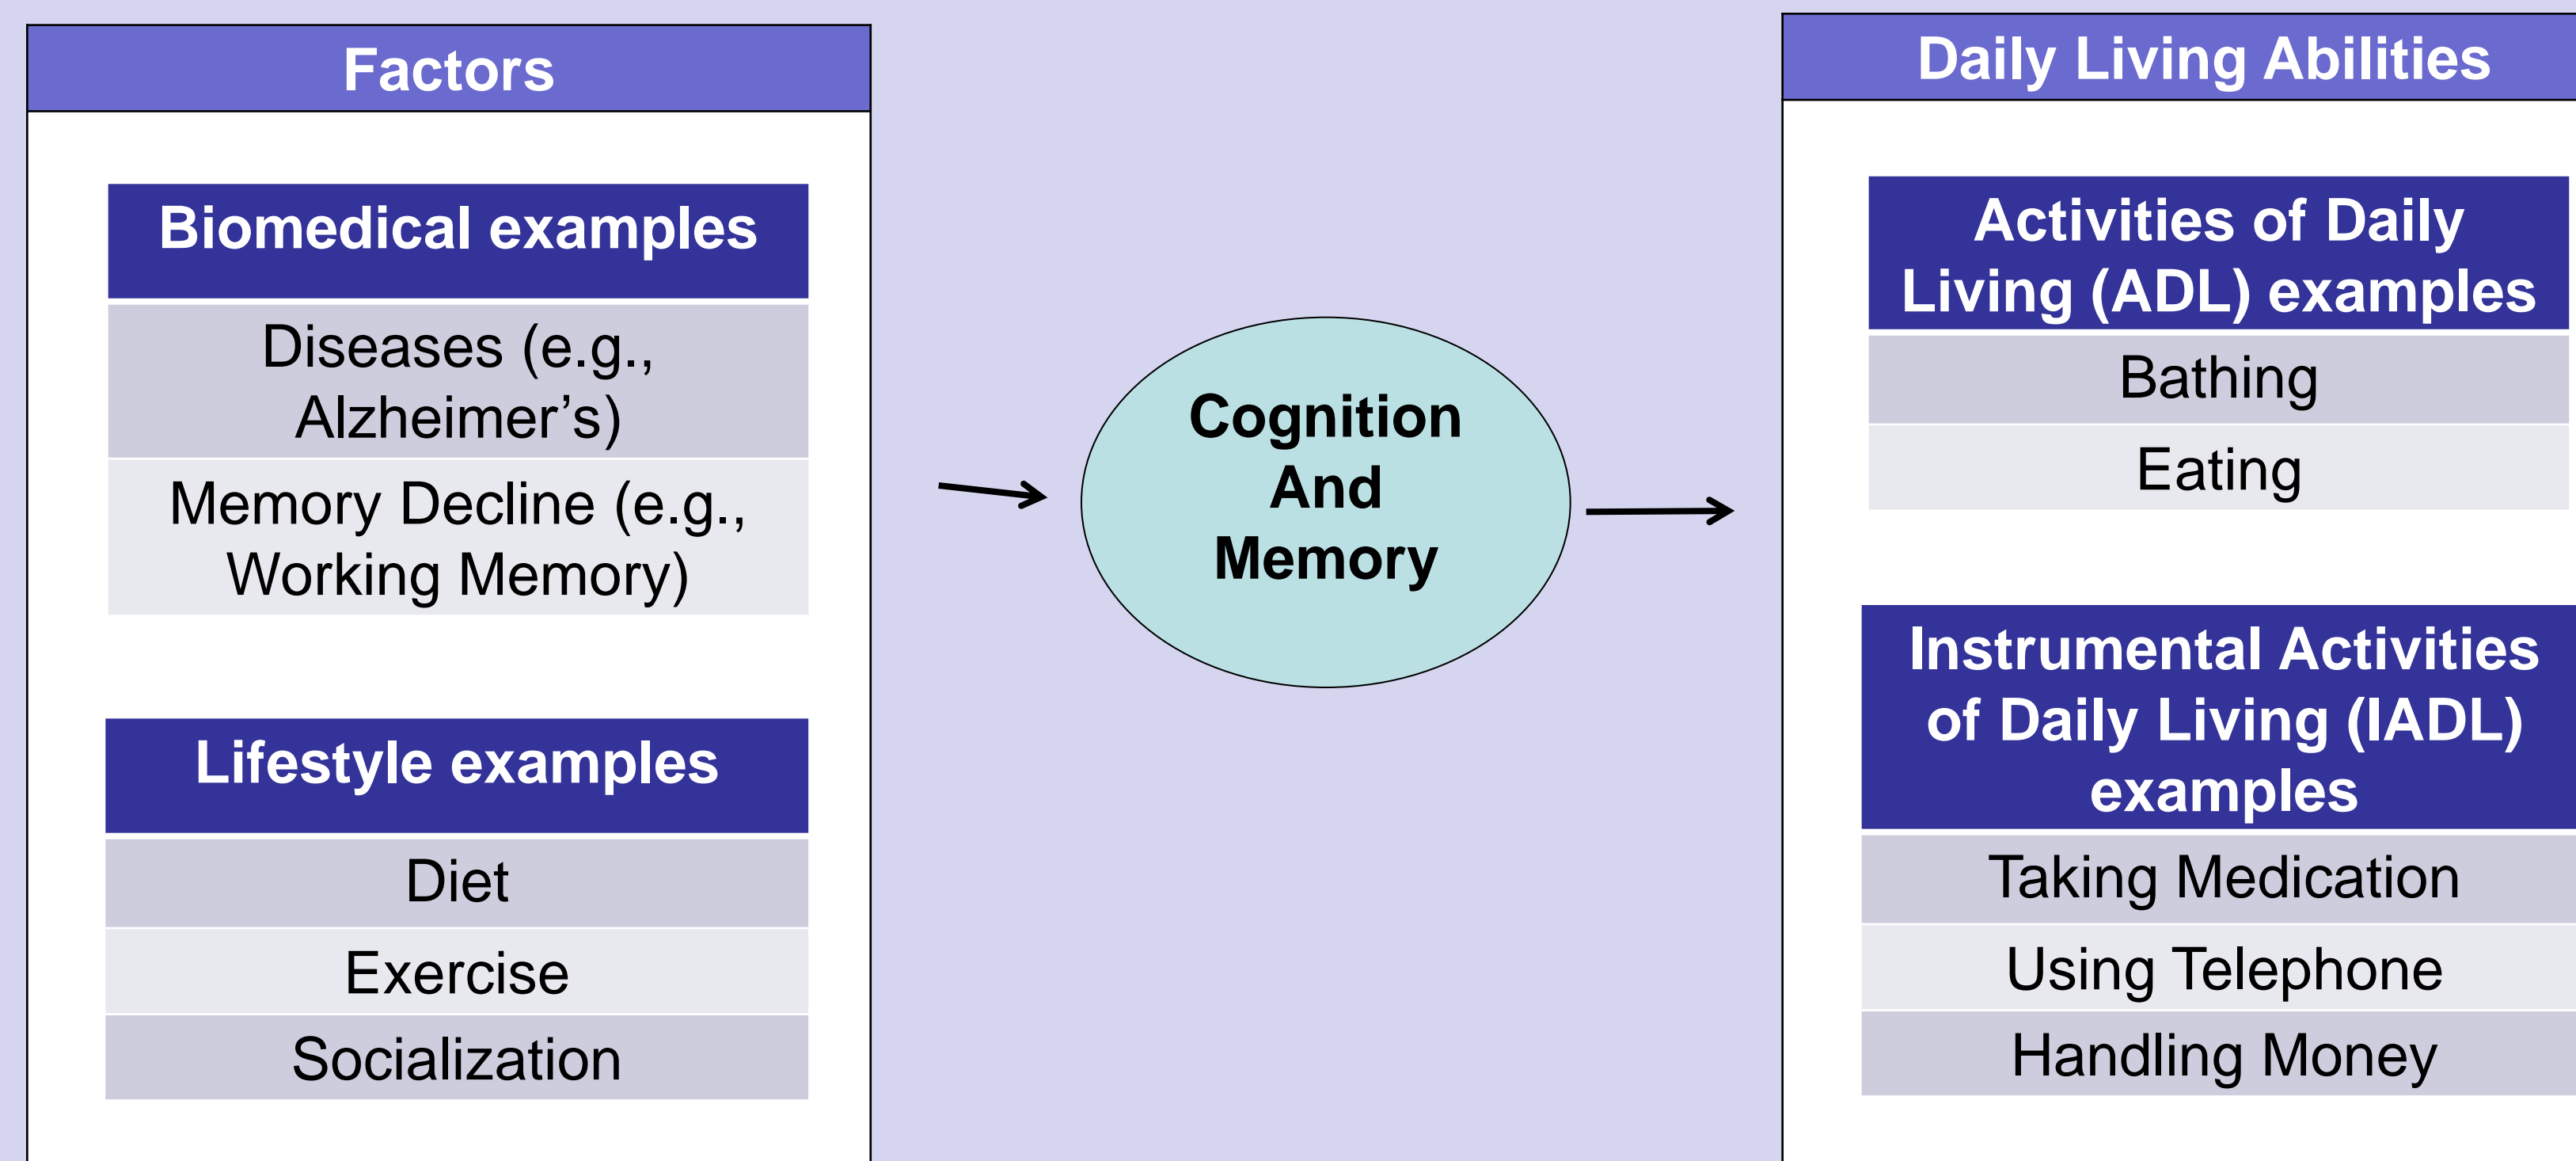 Factors
Biomedical examples
Diseases (e.g.,
Alzheimer’s)
Memory Decline (e.g.,
Working Memory)
Lifestyle examples
Diet
Exercise
Socialization
Cognition
And
Memory
Daily Living Abilities
Activities of Daily
Living (ADL) examples
Bathing
Eating
Instrumental Activities
of Daily Living (IADL)
examples
Taking Medication
Using Telephone
Handling Money